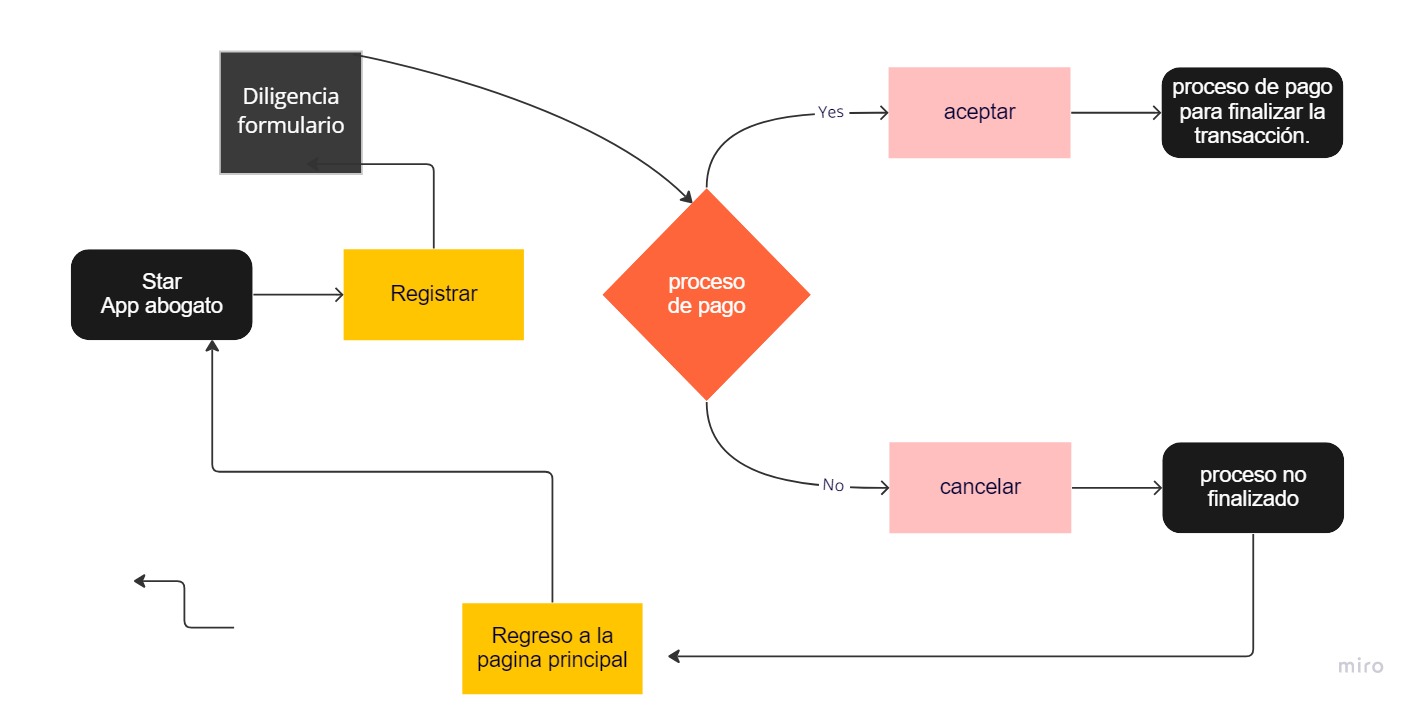 Diligencia
formulario
Star
App abogato
Registrar
proceso
de pago
Yes
aceptar
proceso de pago
para finalizar la
transacción.
No
cancelar
proceso no
finalizado
Regreso a la
pagina principal
miro